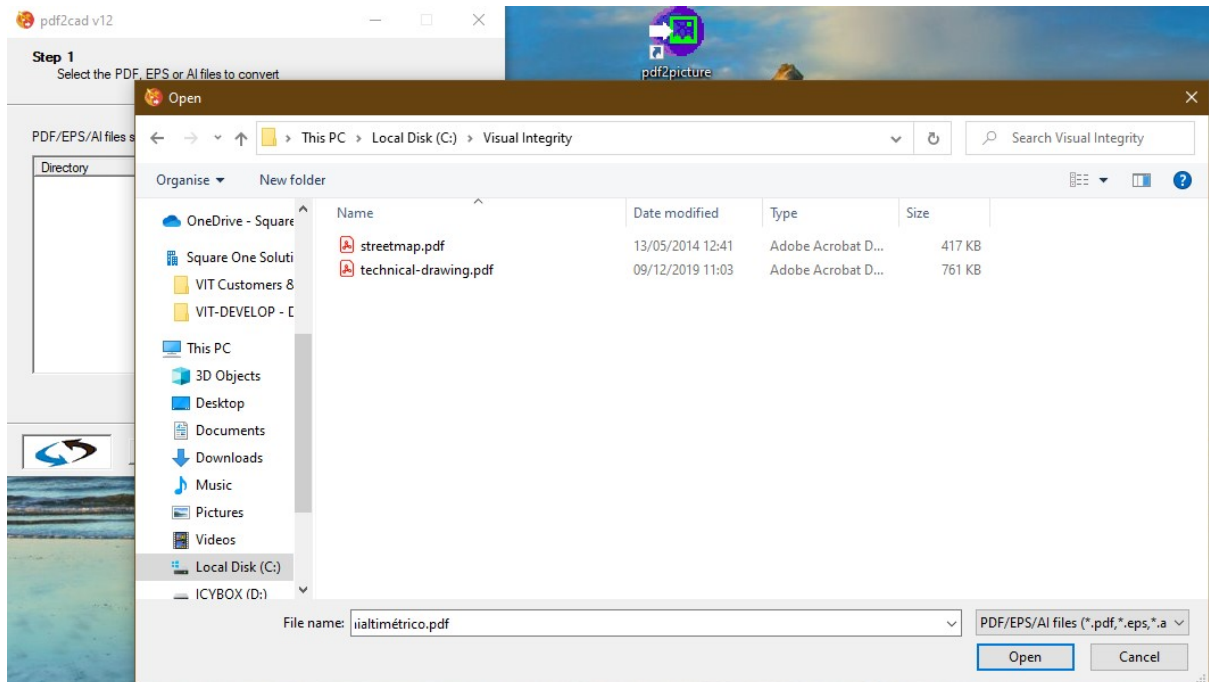 pdf2cad v12
Step 1
Select the PDF, EPS or AI files to convert
pdf2picture
Open
PDF/EPS/AI files s
This PC > Local Disk (C:) > Visual Integrity
Search Visual Integrity
Directory
Organise
New folder
OneDrive - Square
Square One Soluti
VIT Customers &
VIT-DEVELOP - D
This PC
3D Objects
Desktop
Documents
Downloads
Music
Pictures
Videos
Local Disk (C:)
ICYBOX (D:)
Name Date modified Type Size
streetmap.pdf 13/05/2014 12:41 Adobe Acrobat D... 417 KB
technical-drawing.pdf 09/12/2019 11:03 Adobe Acrobat D... 761 KB
File name: ialtimétrico.pdf
PDF/EPS/AI files (*.pdf,*.eps,*.a
Open Cancel